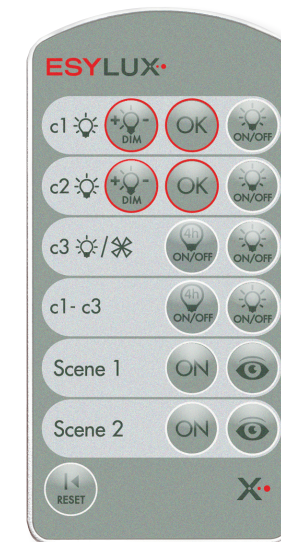 ESYLUX
c1 + - DIM OK ON/OFF
c2 + - DIM OK ON/OFF
c3 / 4h ON/OFF ON/OFF
c1- c3 4h ON/OFF ON/OFF
Scene 1 ON
Scene 2 ON
RESET X